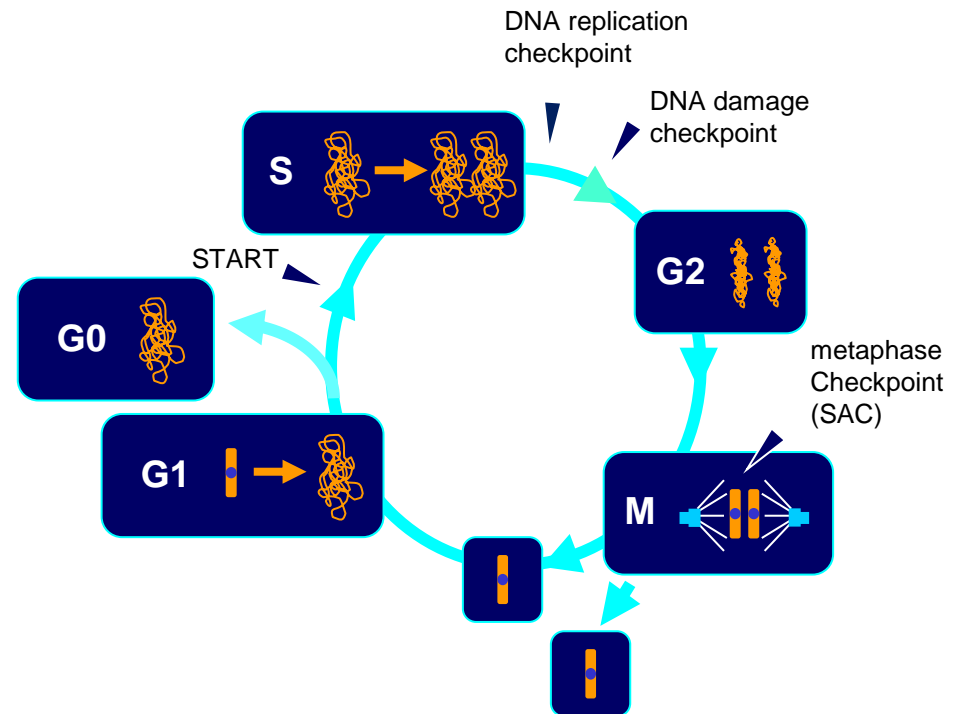 DNA replication
checkpoint
DNA damage
checkpoint
S
START
G2
G0
metaphase
Checkpoint
(SAC)
G1
M